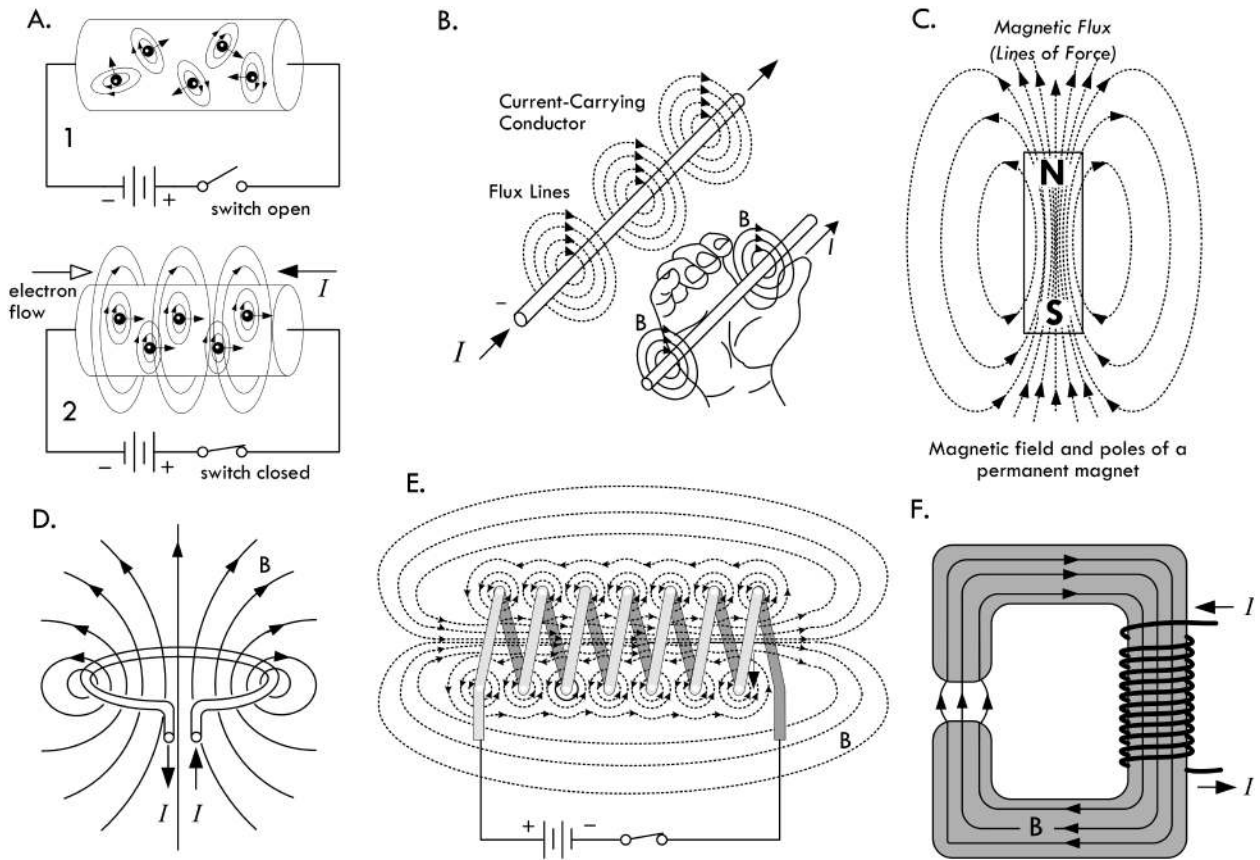 A.
1
− +
switch open
electron
flow
I
2
− +
switch closed
B.
Current-Carrying
Conductor
Flux Lines
−
I
B
I
B
C.
Magnetic Flux
(Lines of Force)
N
S
Magnetic field and poles of a
permanent magnet
D.
B
I I
E.
B
+ −
F.
I
I
B